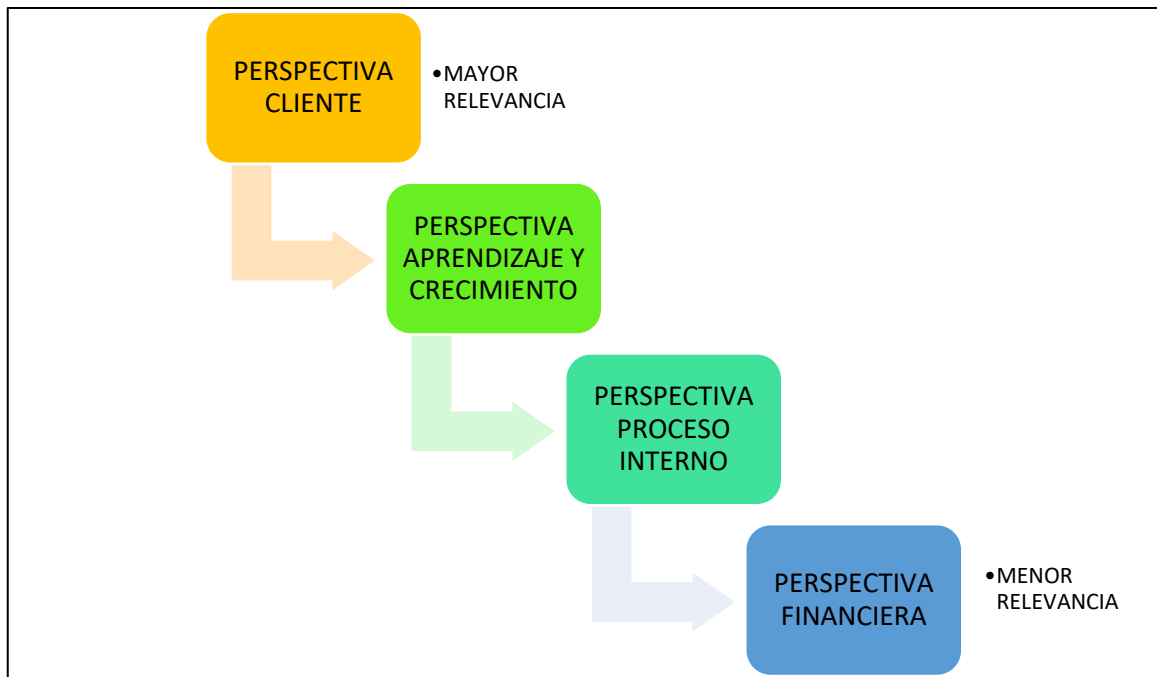 PERSPECTIVA
CLIENTE
•MAYOR
RELEVANCIA
PERSPECTIVA
APRENDIZAJE Y
CRECIMIENTO
PERSPECTIVA
PROCESO
INTERNO
PERSPECTIVA
FINANCIERA
•MENOR
RELEVANCIA